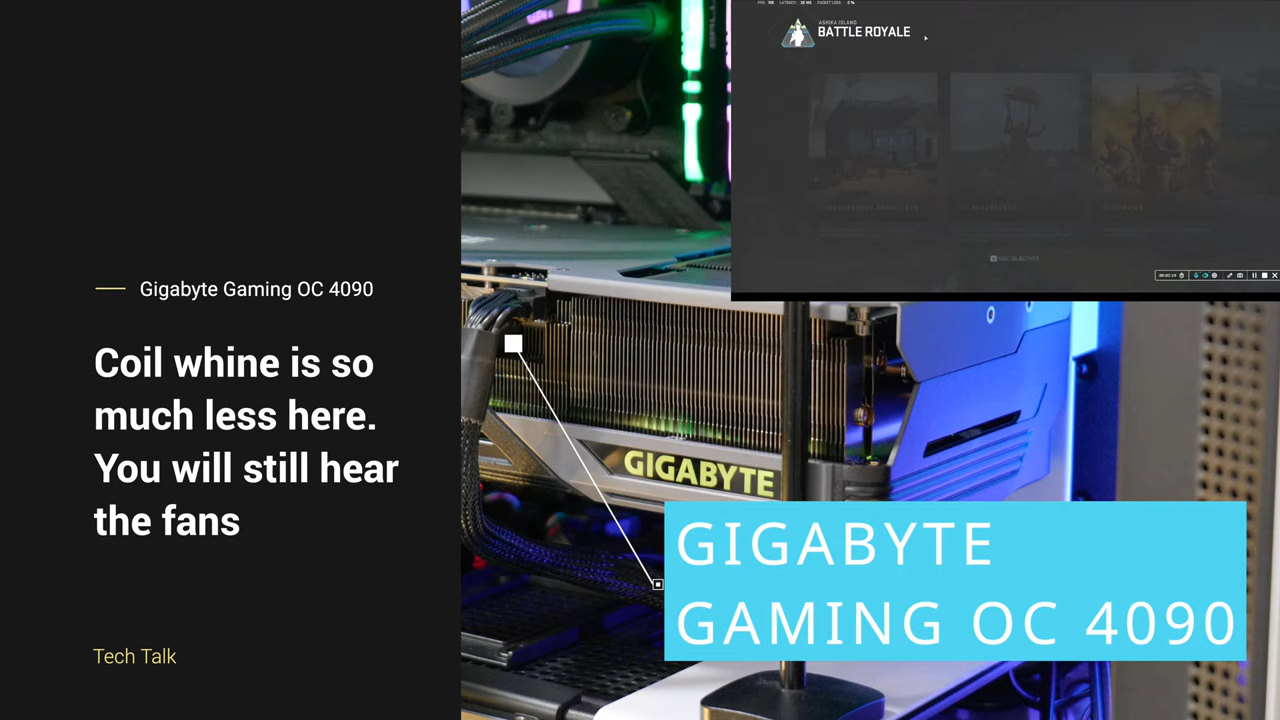 Gigabyte Gaming OC 4090
Coil whine is so
much less here.
You will still hear
the fans
Tech Talk
ASHIKA ISLAND
BATTLE ROYALE
GIGABYTE
GIGABYTE
GAMING OC 4090